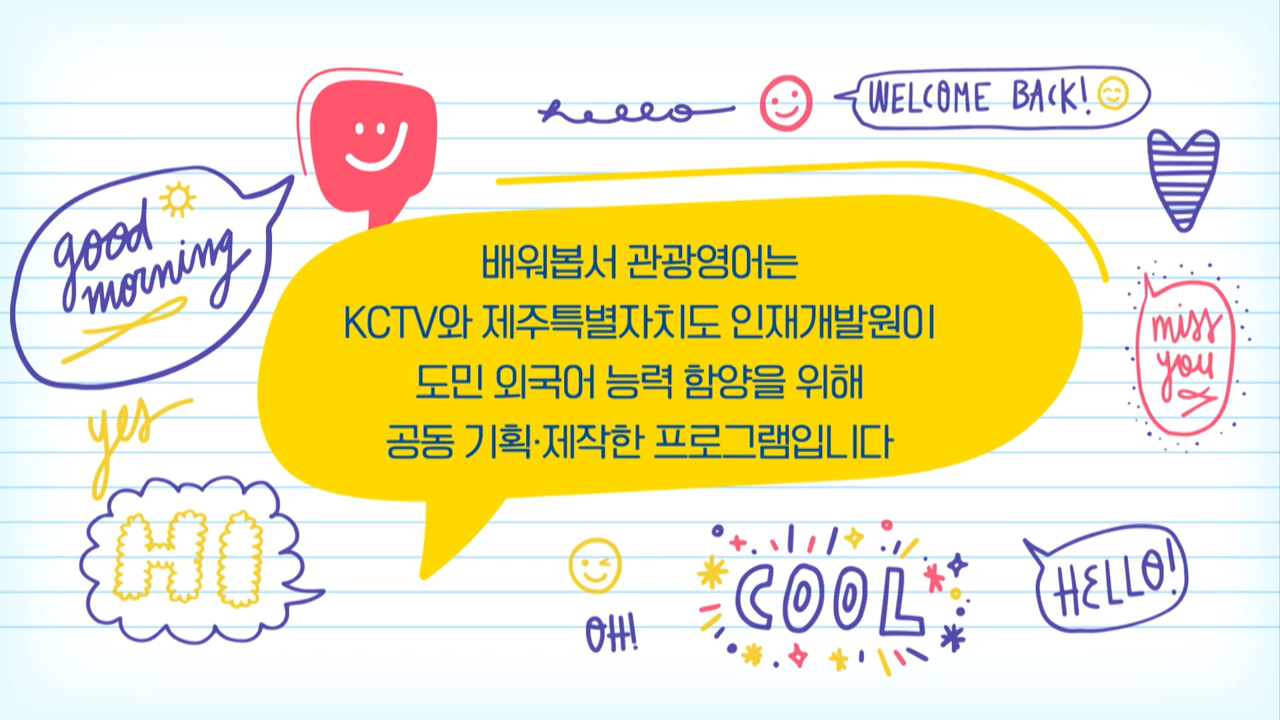 hello
WELCOME BACK!
good
morning
배워봅서 관광영어는
KCTV와 제주특별자치도 인재개발원이
도민 외국어 능력 함양을 위해
공동 기획·제작한 프로그램입니다
miss
you
yes
HI
OH!
COOL
HELLO!